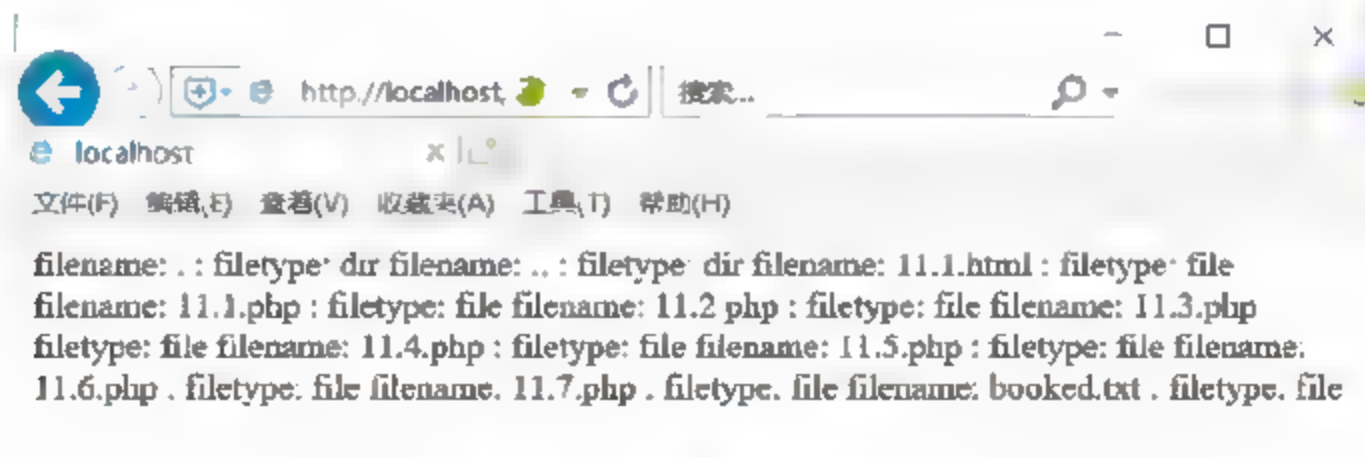 http://localhost
搜索...
localhost
文件(F) 编辑(E) 查看(V) 收藏夹(A) 工具(T) 帮助(H)
filename: . : filetype: dir filename: .. : filetype: dir filename: 11.1.html : filetype: file
filename: 11.1.php : filetype: file filename: 11.2.php : filetype: file filename: 11.3.php
filetype: file filename: 11.4.php : filetype: file filename: 11.5.php : filetype: file filename:
11.6.php : filetype: file filename: 11.7.php : filetype: file filename: booked.txt : filetype: file